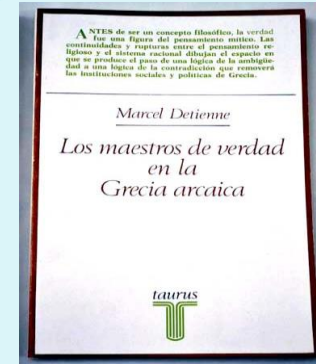 ANTES de ser un concepto filosófico, la verdad
fue una figura del pensamiento mítico. Las
continuidades y rupturas entre el pensamiento re-
ligioso y el sistema racional dibujan el espacio en
que se produce el paso de una lógica de la ambigüe-
dad a una lógica de la contradicción que removerá
las instituciones sociales y políticas de Grecia.
Marcel Detienne
Los maestros de verdad
en la
Grecia arcaica
taurus